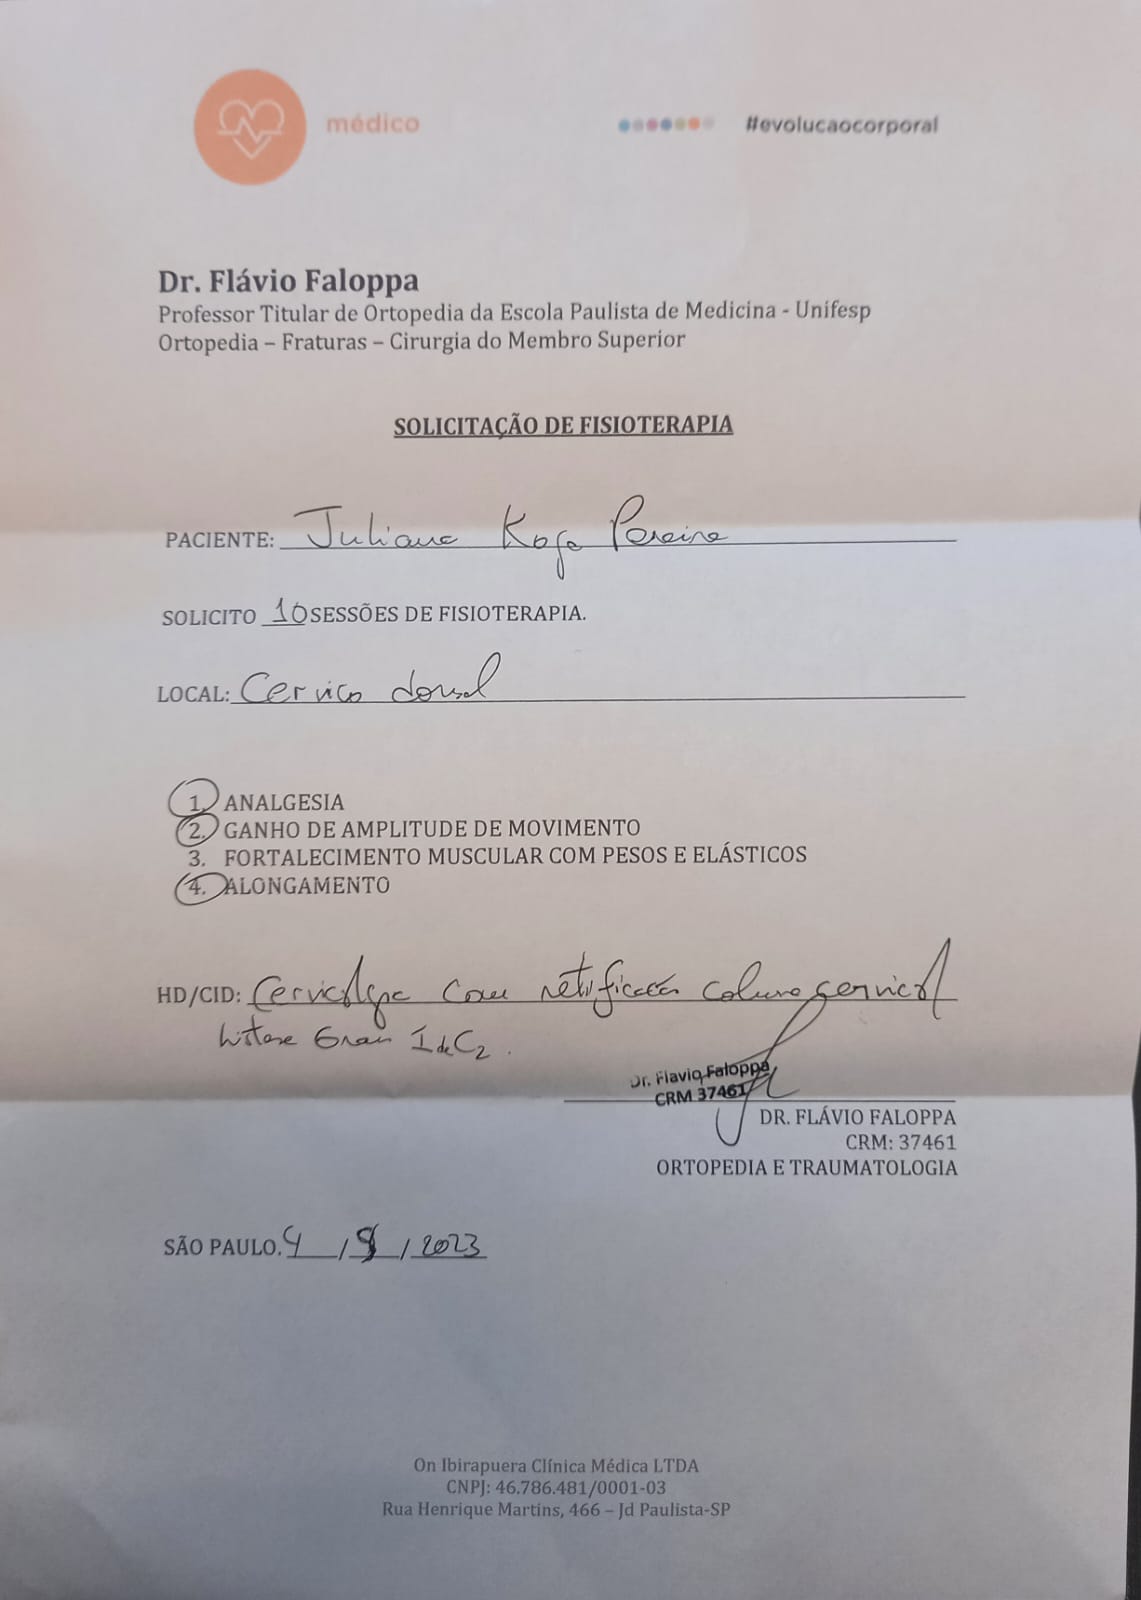 médico
#evolucaocorporal
Dr. Flávio Faloppa
Professor Titular de Ortopedia da Escola Paulista de Medicina - Unifesp
Ortopedia – Fraturas – Cirurgia do Membro Superior
SOLICITAÇÃO DE FISIOTERAPIA
PACIENTE: Juliana Koga Pereira
SOLICITO 10 SESSÕES DE FISIOTERAPIA.
LOCAL: Cervico dorsal
1. ANALGESIA
2. GANHO DE AMPLITUDE DE MOVIMENTO
3. FORTALECIMENTO MUSCULAR COM PESOS E ELÁSTICOS
4. ALONGAMENTO
HD/CID: Cervicalgia com retificação coluna cervical
listese Grau I de C2.
Dr. Flavio Faloppa
CRM 37461
DR. FLÁVIO FALOPPA
CRM: 37461
ORTOPEDIA E TRAUMATOLOGIA
SÃO PAULO. / / 2023
On Ibirapuera Clínica Médica LTDA
CNPJ: 46.786.481/0001-03
Rua Henrique Martins, 466 – Jd Paulista-SP